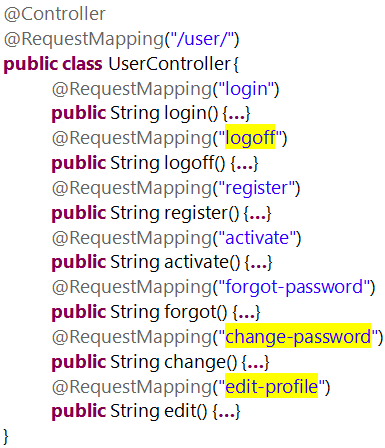 @Controller
@RequestMapping("/user/")
public class UserController{
@RequestMapping("login")
public String login() {...}
@RequestMapping("logoff")
public String logoff() {...}
@RequestMapping("register")
public String register() {...}
@RequestMapping("activate")
public String activate() {...}
@RequestMapping("forgot-password")
public String forgot() {...}
@RequestMapping("change-password")
public String change() {...}
@RequestMapping("edit-profile")
public String edit() {...}
}